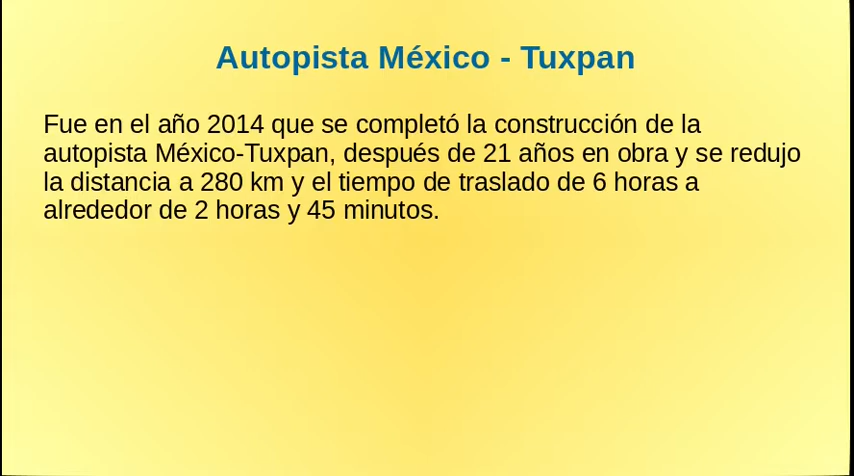 Autopista México - Tuxpan
Fue en el año 2014 que se completó la construcción de la
autopista México-Tuxpan, después de 21 años en obra y se redujo
la distancia a 280 km y el tiempo de traslado de 6 horas a
alrededor de 2 horas y 45 minutos.